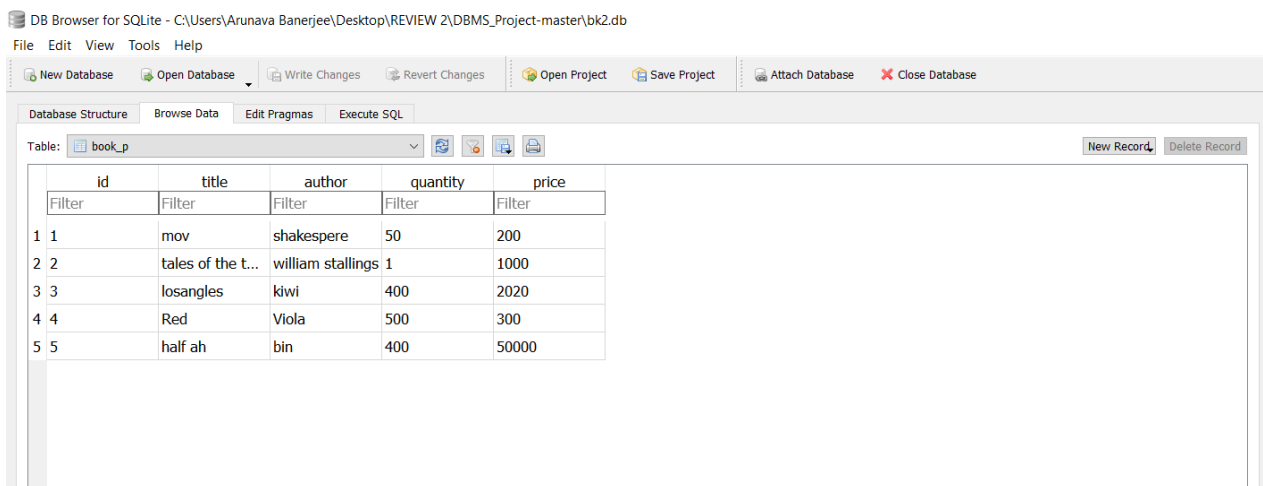 DB Browser for SQLite - C:\Users\Arunava Banerjee\Desktop\REVIEW 2\DBMS_Project-master\bk2.db
File Edit View Tools Help
New Database Open Database Write Changes Revert Changes Open Project Save Project Attach Database Close Database
Database Structure Browse Data Edit Pragmas Execute SQL
Table: book_p New Record Delete Record
id title author quantity price
Filter Filter Filter Filter Filter
1 1 mov shakespere 50 200
2 2 tales of the t... william stallings 1 1000
3 3 losangles kiwi 400 2020
4 4 Red Viola 500 300
5 5 half ah bin 400 50000